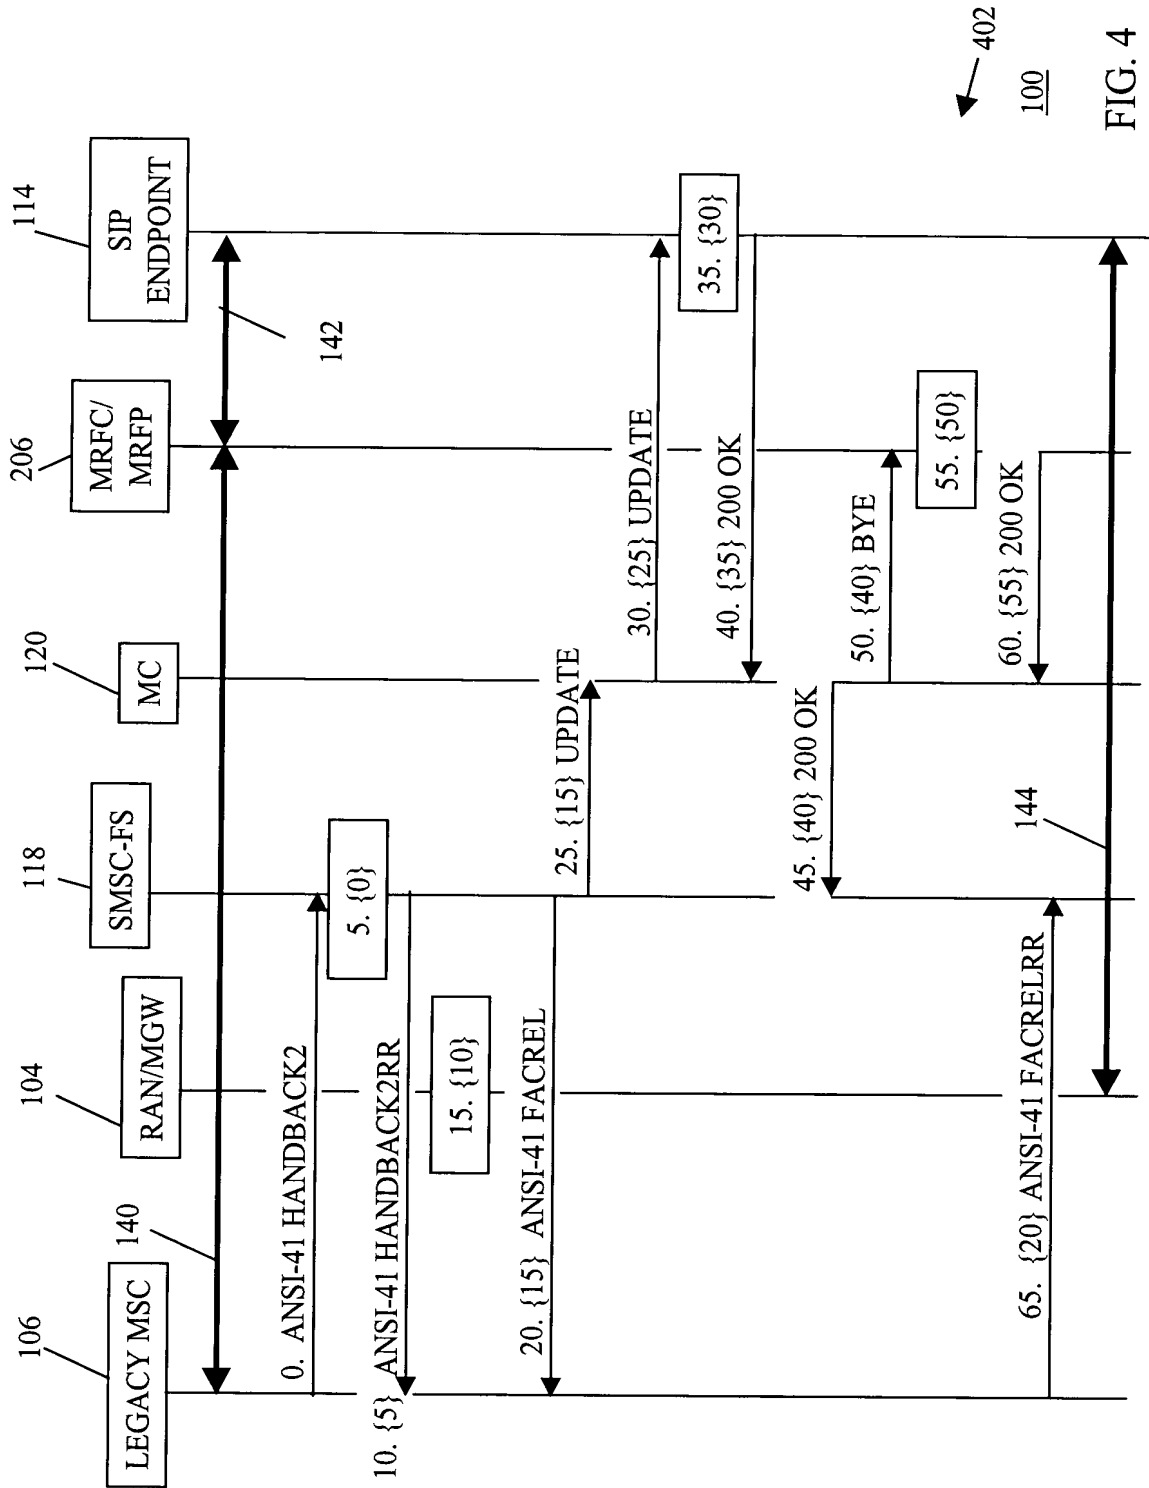 106
104
118
120
206
114
LEGACY MSC
RAN/MGW
SMSC-FS
MC
MRFC/
MRFP
SIP
ENDPOINT
140
142
0. ANSI-41 HANDBACK2
5. {0}
10. {5} ANSI-41 HANDBACK2RR
15. {10}
20. {15} ANSI-41 FACREL
25. {15} UPDATE
30. {25} UPDATE
35. {30}
40. {35} 200 OK
45. {40} 200 OK
50. {40} BYE
55. {50}
60. {55} 200 OK
65. {20} ANSI-41 FACRELRR
144
402
100
FIG. 4